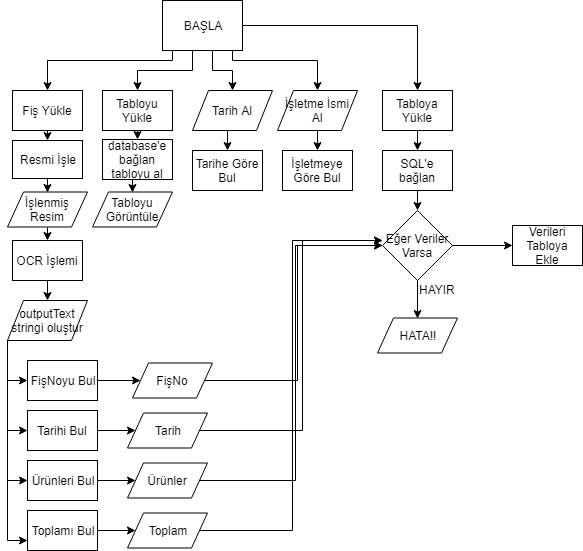 BAŞLA
Fiş Yükle
Tabloyu
Yükle
Tarih Al
İşletme İsmi
Al
Tabloya
Yükle
Resmi İşle
database'e
bağlan
tabloyu al
Tarihe Göre
Bul
İşletmeye
Göre Bul
SQL'e
bağlan
İşlenmiş
Resim
Tabloyu
Görüntüle
OCR İşlemi
Eğer Veriler
Varsa
Verileri
Tabloya
Ekle
HAYIR
outputText
stringi oluştur
HATA!!
FişNoyu Bul
FişNo
Tarihi Bul
Tarih
Ürünleri Bul
Ürünler
Toplamı Bul
Toplam